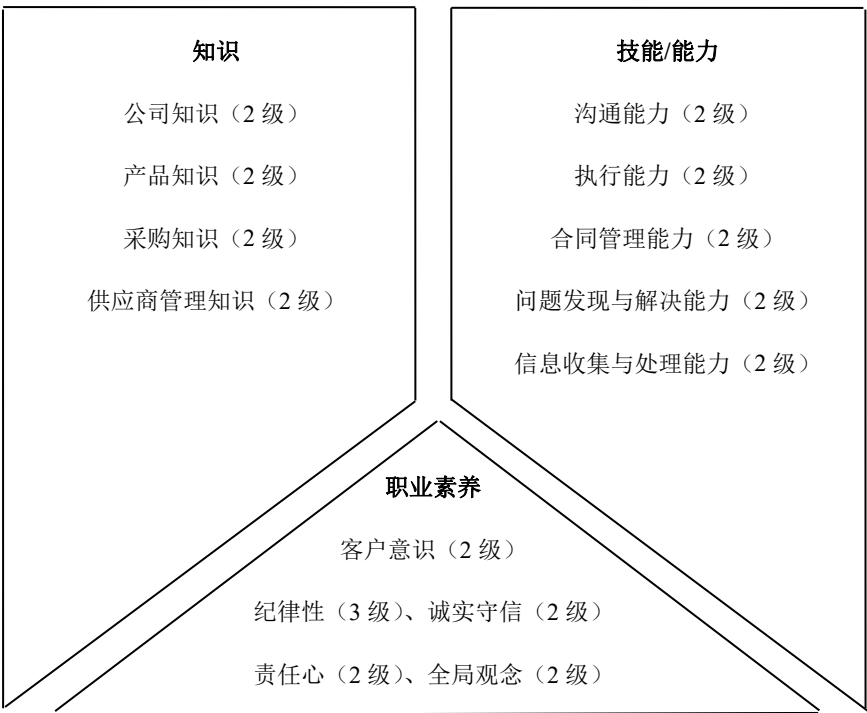 知识
公司知识（2 级）
产品知识（2 级）
采购知识（2 级）
供应商管理知识（2 级）
技能/能力
沟通能力（2 级）
执行能力（2 级）
合同管理能力（2 级）
问题发现与解决能力（2 级）
信息收集与处理能力（2 级）
职业素养
客户意识（2 级）
纪律性（3 级）、诚实守信（2 级）
责任心（2 级）、全局观念（2 级）